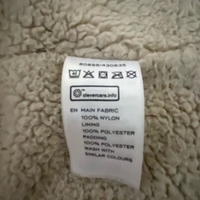 clevercare.info
EN MAIN FABRIC
100% NYLON
LINING
100% POLYESTER
PADDING
100% POLYESTER
WASH WITH
SIMILAR COLOURS